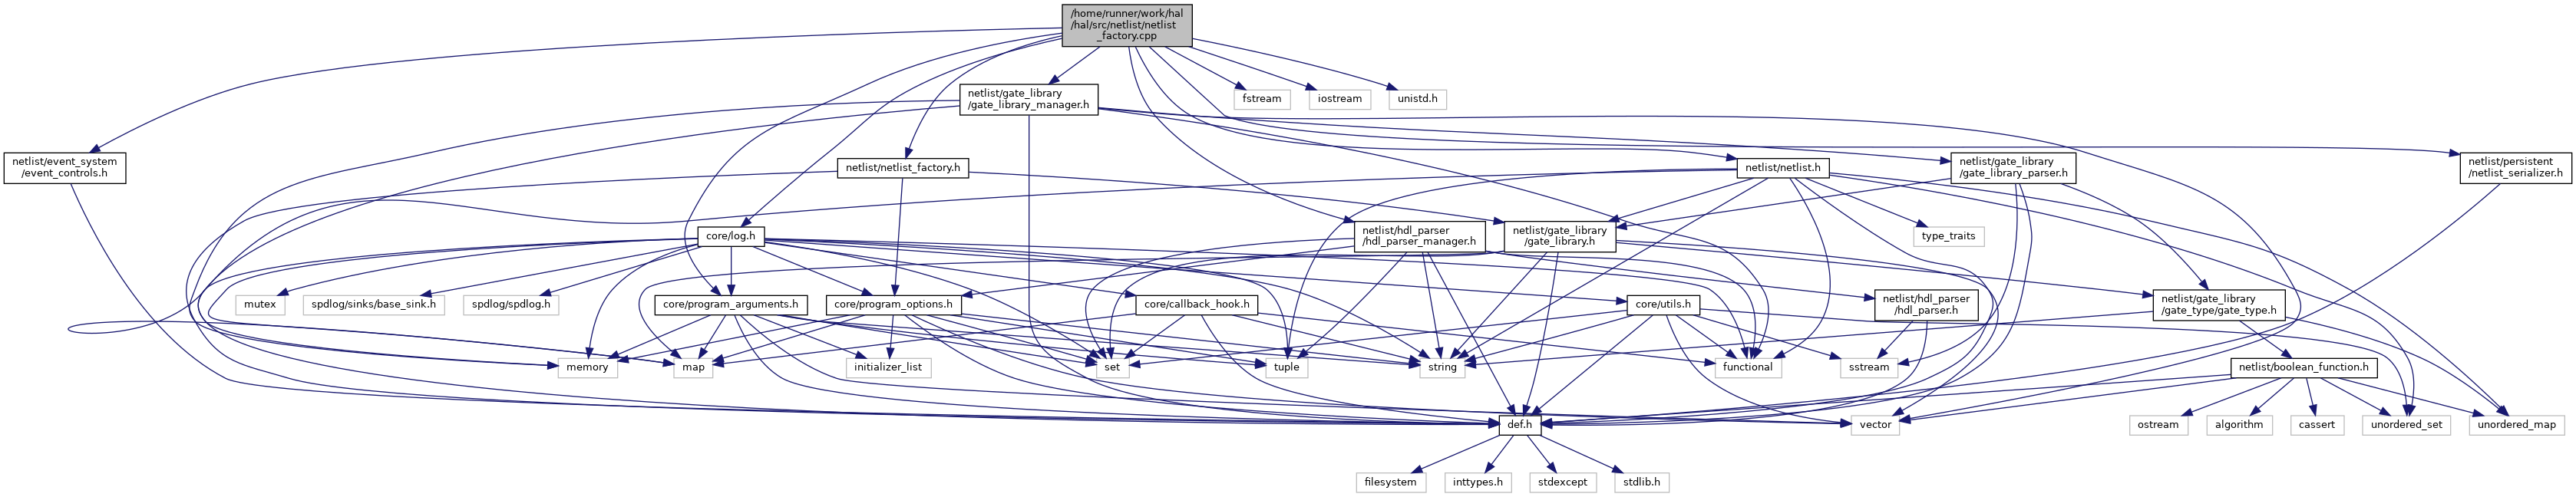 /home/runner/work/hal
/hal/src/netlist/netlist
_factory.cpp
netlist/gate_library
/gate_library_manager.h
fstream
iostream
unistd.h
netlist/event_system
/event_controls.h
netlist/netlist_factory.h
netlist/netlist.h
netlist/gate_library
/gate_library_parser.h
netlist/persistent
/netlist_serializer.h
core/log.h
netlist/hdl_parser
/hdl_parser_manager.h
netlist/gate_library
/gate_library.h
type_traits
mutex
spdlog/sinks/base_sink.h
spdlog/spdlog.h
core/program_arguments.h
core/program_options.h
core/callback_hook.h
core/utils.h
netlist/hdl_parser
/hdl_parser.h
netlist/gate_library
/gate_type/gate_type.h
memory
map
initializer_list
set
tuple
string
functional
sstream
netlist/boolean_function.h
def.h
vector
ostream
algorithm
cassert
unordered_set
unordered_map
filesystem
inttypes.h
stdexcept
stdlib.h